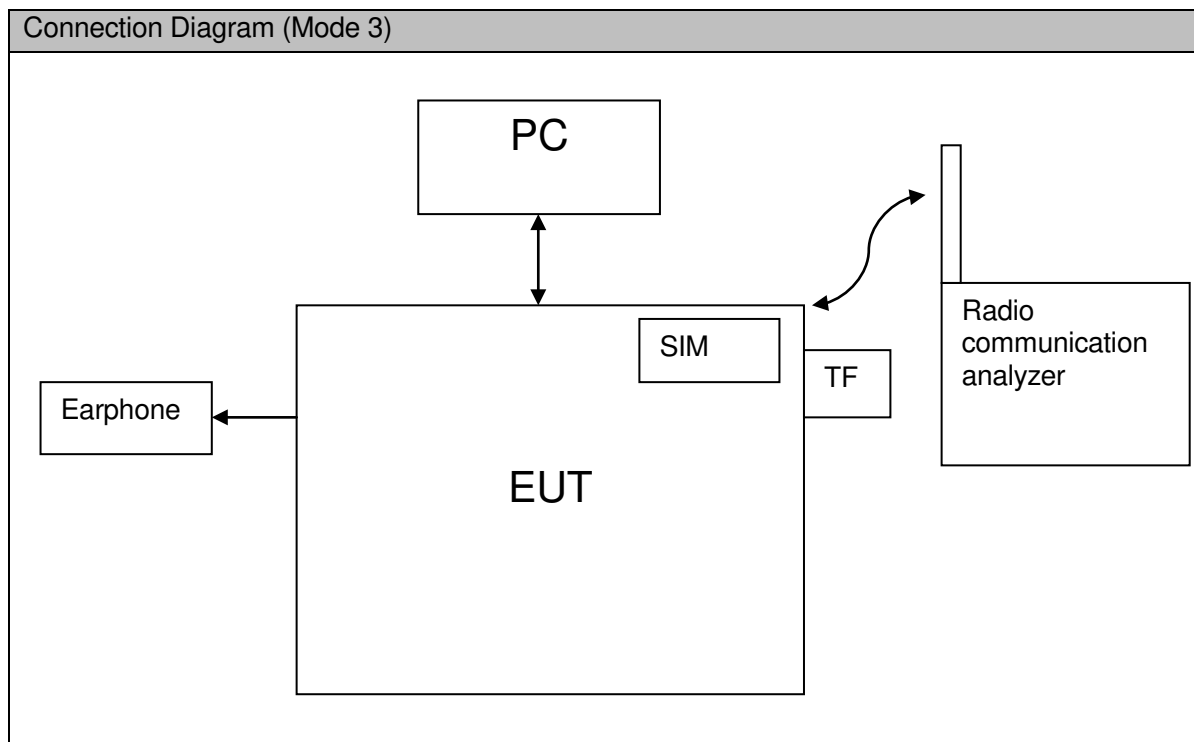 Connection Diagram (Mode 3)
PC
Radio
communication
analyzer
SIM
TF
Earphone
EUT